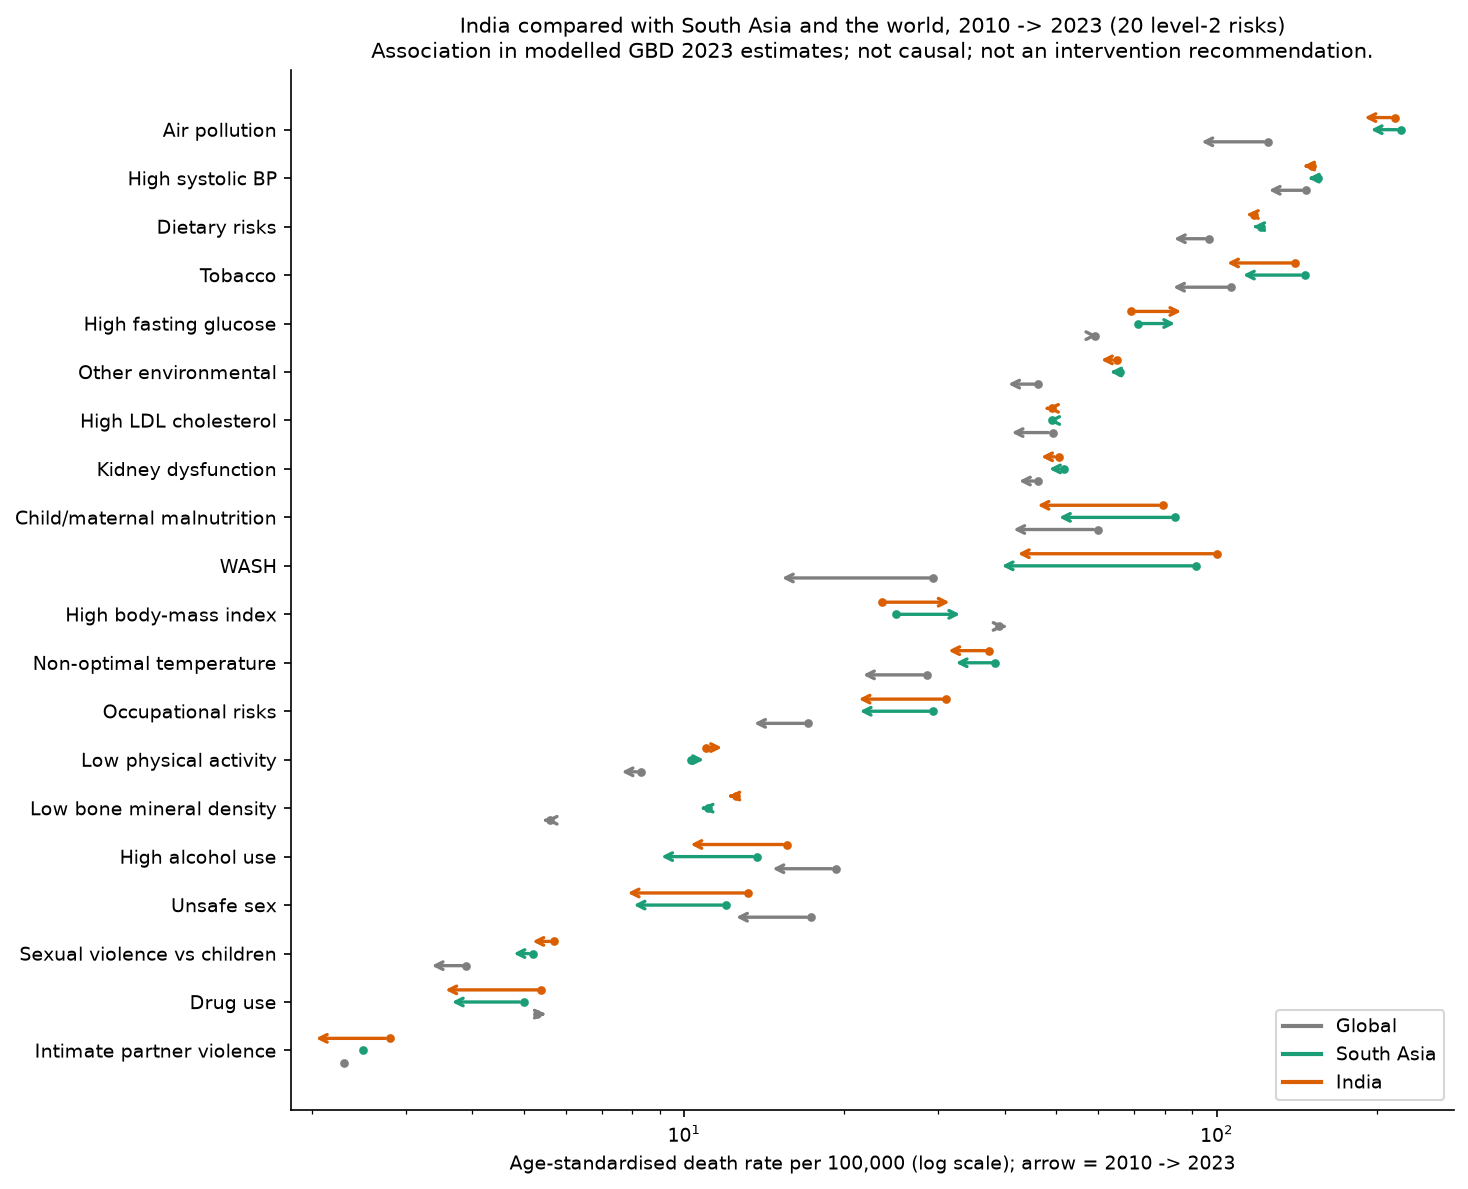 India compared with South Asia and the world, 2010 -> 2023 (20 level-2 risks)
Association in modelled GBD 2023 estimates; not causal; not an intervention recommendation.
Air pollution
High systolic BP
Dietary risks
Tobacco
High fasting glucose
Other environmental
High LDL cholesterol
Kidney dysfunction
Child/maternal malnutrition
WASH
High body-mass index
Non-optimal temperature
Occupational risks
Low physical activity
Low bone mineral density
High alcohol use
Unsafe sex
Sexual violence vs children
Drug use
Intimate partner violence
Global
South Asia
India
10¹ 10²
Age-standardised death rate per 100,000 (log scale); arrow = 2010 -> 2023